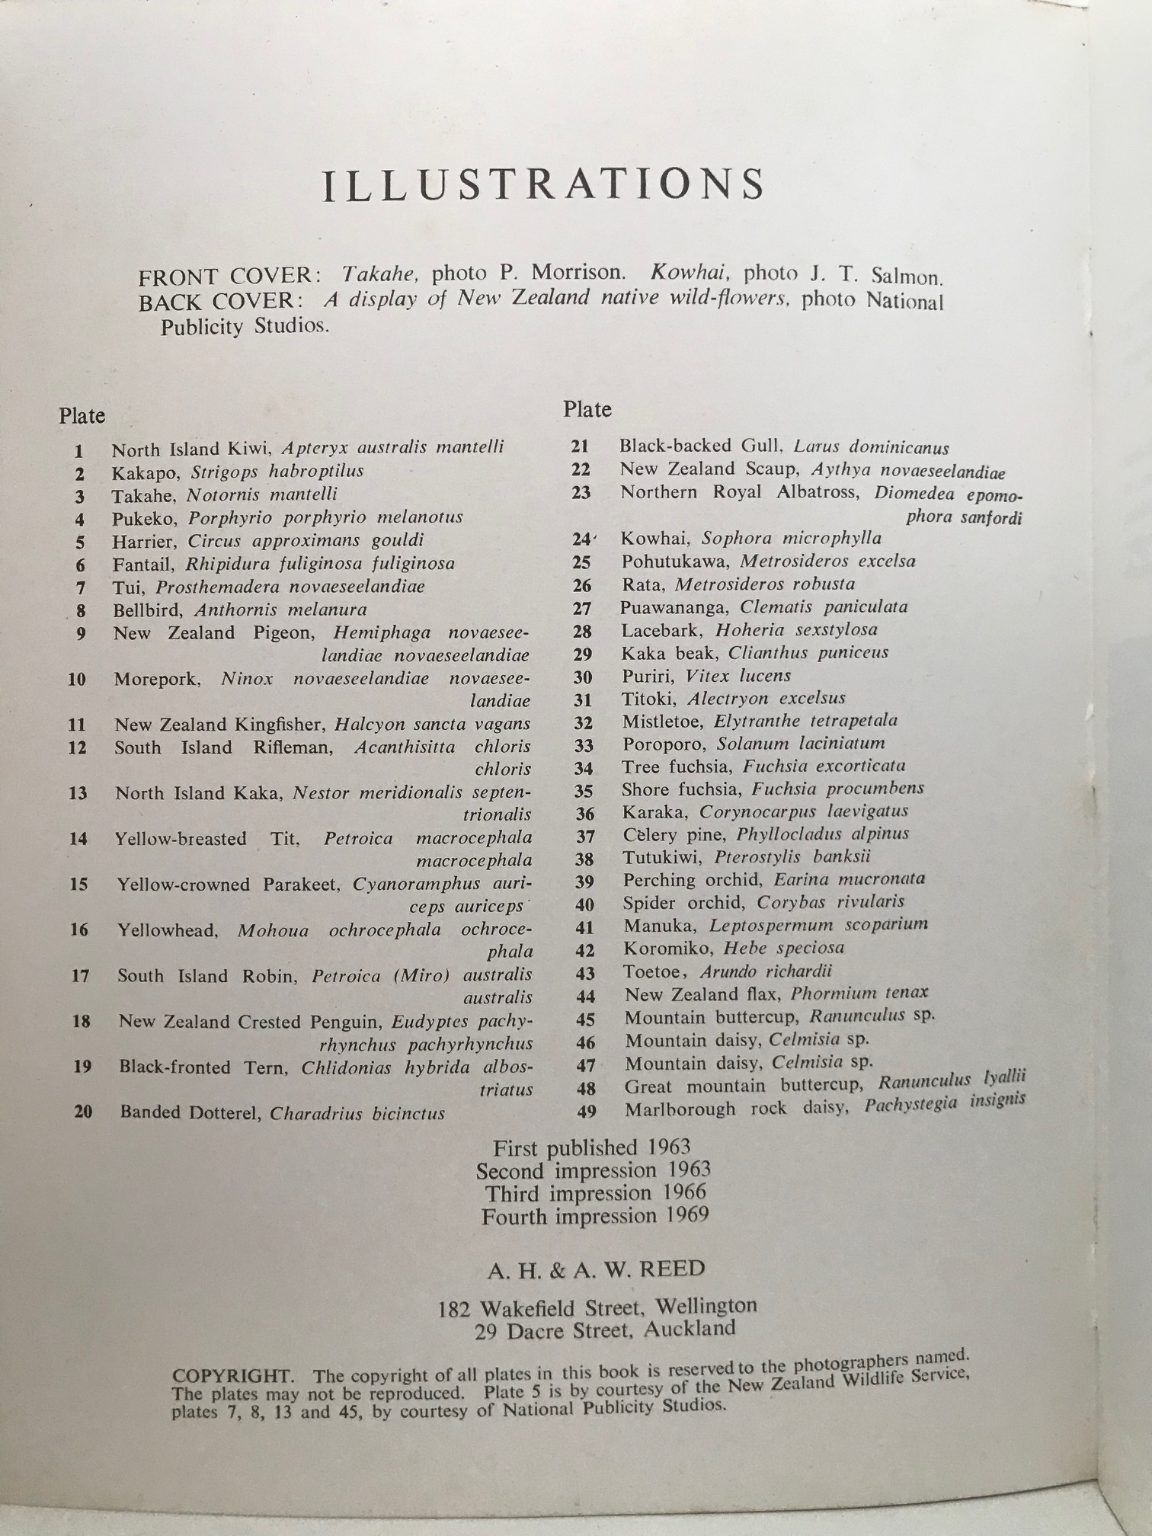 ILLUSTRATIONS
FRONT COVER: Takahe, photo P. Morrison. Kowhai, photo J. T. Salmon.
BACK COVER: A display of New Zealand native wild-flowers, photo National
Publicity Studios.
Plate
1 North Island Kiwi, Apteryx australis mantelli
2 Kakapo, Strigops habroptilus
3 Takahe, Notornis mantelli
4 Pukeko, Porphyrio porphyrio melanotus
5 Harrier, Circus approximans gouldi
6 Fantail, Rhipidura fuliginosa fuliginosa
7 Tui, Prosthemadera novaeseelandiae
8 Bellbird, Anthornis melanura
9 New Zealand Pigeon, Hemiphaga novaesee-
landiae novaeseelandiae
10 Morepork, Ninox novaeseelandiae novaesee-
landiae
11 New Zealand Kingfisher, Halcyon sancta vagans
12 South Island Rifleman, Acanthisitta chloris
chloris
13 North Island Kaka, Nestor meridionalis septen-
trionalis
14 Yellow-breasted Tit, Petroica macrocephala
macrocephala
15 Yellow-crowned Parakeet, Cyanoramphus auri-
ceps auriceps
16 Yellowhead, Mohoua ochrocephala ochroce-
phala
17 South Island Robin, Petroica (Miro) australis
australis
18 New Zealand Crested Penguin, Eudyptes pachy-
rhynchus pachyrhynchus
19 Black-fronted Tern, Chlidonias hybrida albos-
triatus
20 Banded Dotterel, Charadrius bicinctus
Plate
21 Black-backed Gull, Larus dominicanus
22 New Zealand Scaup, Aythya novaeseelandiae
23 Northern Royal Albatross, Diomedea epomo-
phora sanfordi
24 Kowhai, Sophora microphylla
25 Pohutukawa, Metrosideros excelsa
26 Rata, Metrosideros robusta
27 Puawananga, Clematis paniculata
28 Lacebark, Hoheria sexstylosa
29 Kaka beak, Clianthus puniceus
30 Puriri, Vitex lucens
31 Titoki, Alectryon excelsus
32 Mistletoe, Elytranthe tetrapetala
33 Poroporo, Solanum laciniatum
34 Tree fuchsia, Fuchsia excorticata
35 Shore fuchsia, Fuchsia procumbens
36 Karaka, Corynocarpus laevigatus
37 Celery pine, Phyllocladus alpinus
38 Tutukiwi, Pterostylis banksii
39 Perching orchid, Earina mucronata
40 Spider orchid, Corybas rivularis
41 Manuka, Leptospermum scoparium
42 Koromiko, Hebe speciosa
43 Toetoe, Arundo richardii
44 New Zealand flax, Phormium tenax
45 Mountain buttercup, Ranunculus sp.
46 Mountain daisy, Celmisia sp.
47 Mountain daisy, Celmisia sp.
48 Great mountain buttercup, Ranunculus lyallii
49 Marlborough rock daisy, Pachystegia insignis
First published 1963
Second impression 1963
Third impression 1966
Fourth impression 1969
A. H. & A. W. REED
182 Wakefield Street, Wellington
29 Dacre Street, Auckland
COPYRIGHT. The copyright of all plates in this book is reserved to the photographers named.
The plates may not be reproduced. Plate 5 is by courtesy of the New Zealand Wildlife Service,
plates 7, 8, 13 and 45, by courtesy of National Publicity Studios.